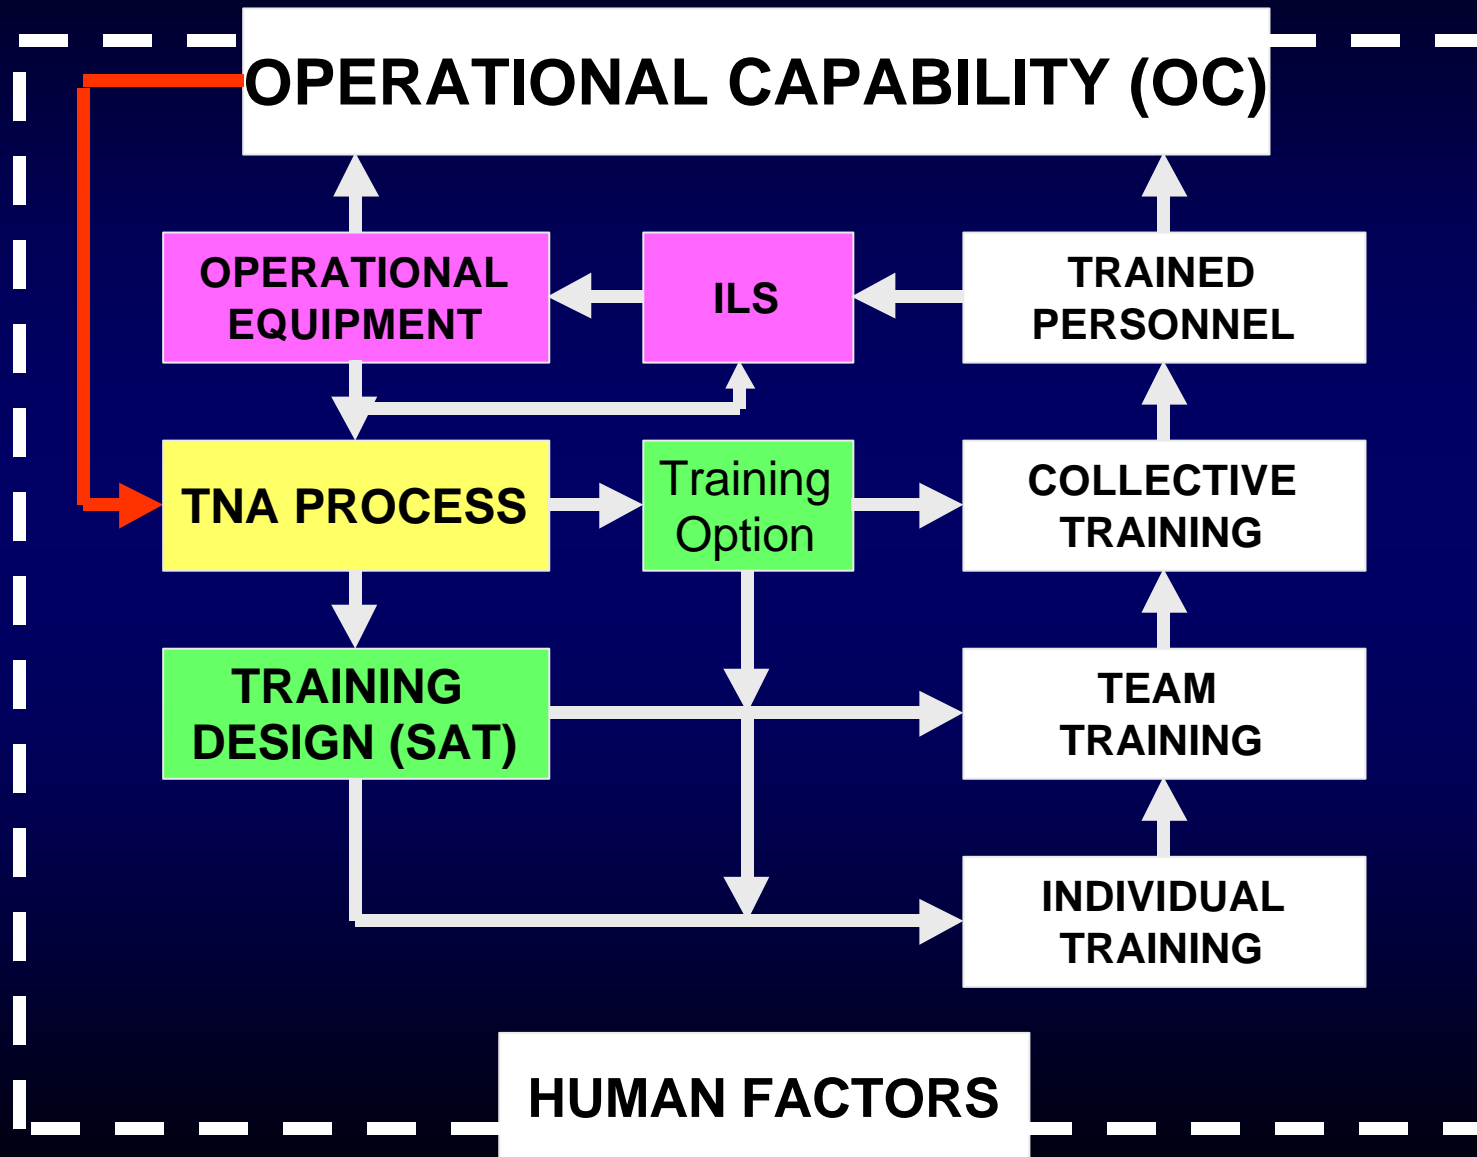 OPERATIONAL CAPABILITY (OC)
OPERATIONAL
EQUIPMENT
ILS
TRAINED
PERSONNEL
TNA PROCESS
Training
Option
COLLECTIVE
TRAINING
TRAINING
DESIGN (SAT)
TEAM
TRAINING
INDIVIDUAL
TRAINING
HUMAN FACTORS